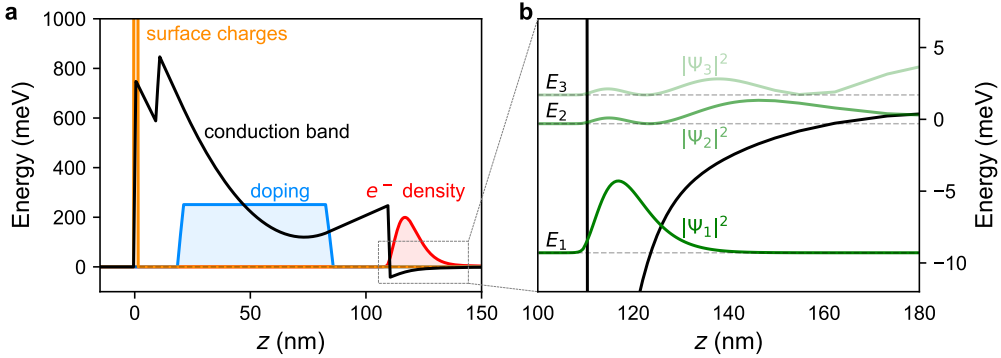 a
surface charges
conduction band
doping
e⁻ density
1000
800
600
400
200
0
Energy (meV)
0
50
100
150
z (nm)
b
|Ψ₃|²
E₃
E₂
|Ψ₂|²
|Ψ₁|²
E₁
5
0
−5
−10
Energy (meV)
100
120
140
160
180
z (nm)